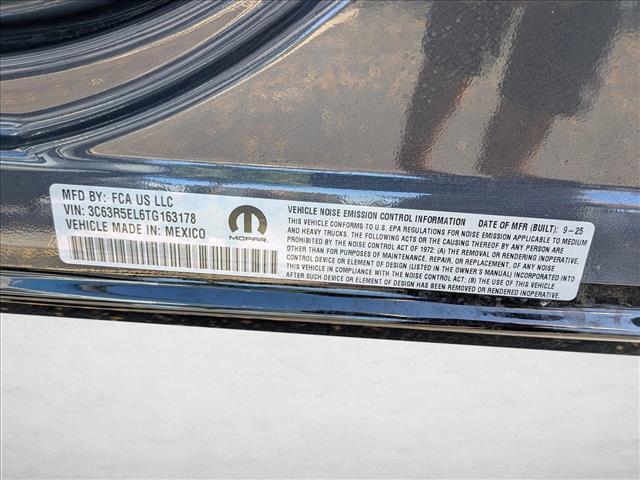 MFD BY: FCA US LLC
VIN: 3C63R5EL6TG163178
VEHICLE MADE IN: MEXICO
MOPAR
VEHICLE NOISE EMISSION CONTROL INFORMATION DATE OF MFR (BUILT): 9-25
THIS VEHICLE CONFORMS TO U.S. EPA REGULATIONS FOR NOISE EMISSION APPLICABLE TO MEDIUM
AND HEAVY TRUCKS. THE FOLLOWING ACTS OR THE CAUSING THEREOF BY ANY PERSON ARE
PROHIBITED BY THE NOISE CONTROL ACT OF 1972: (A) THE REMOVAL OR RENDERING INOPERATIVE,
OTHER THAN FOR PURPOSES OF MAINTENANCE, REPAIR, OR REPLACEMENT, OF ANY NOISE
CONTROL DEVICE OR ELEMENT OF DESIGN (LISTED IN THE OWNER'S MANUAL) INCORPORATED INTO
THIS VEHICLE IN COMPLIANCE WITH THE NOISE CONTROL ACT; (B) THE USE OF THIS VEHICLE
AFTER SUCH DEVICE OR ELEMENT OF DESIGN HAS BEEN REMOVED OR RENDERED INOPERATIVE.